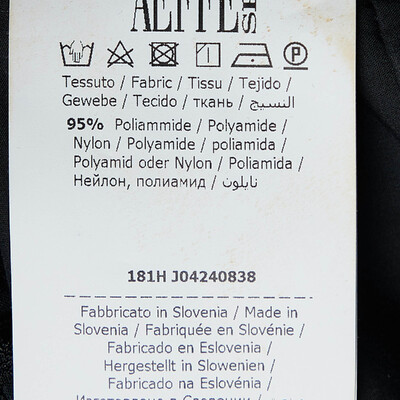 Tessuto / Fabric / Tissu / Tejido /
Gewebe / Tecido / ткань / النسيج /
95% Poliammide / Polyamide /
Nylon / Polyamide / poliamida /
Polyamid oder Nylon / Poliamida /
Нейлон, полиамид / نايلون /
181H J04240838
Fabbricato in Slovenia / Made in
Slovenia / Fabriquée en Slovénie /
Fabricado en Eslovenia /
Hergestellt in Slowenien /
Fabricado na Eslovénia /